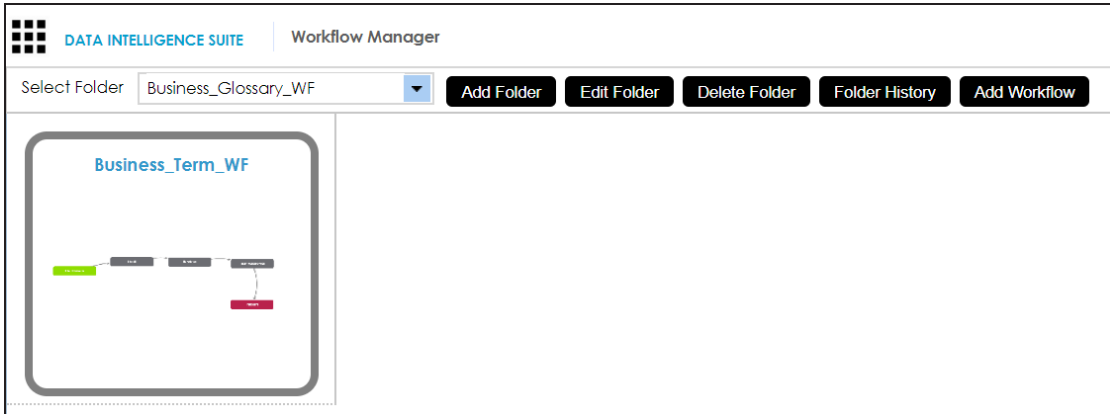 DATA INTELLIGENCE SUITE Workflow Manager
Select Folder Business_Glossary_WF Add Folder Edit Folder Delete Folder Folder History Add Workflow
Business_Term_WF